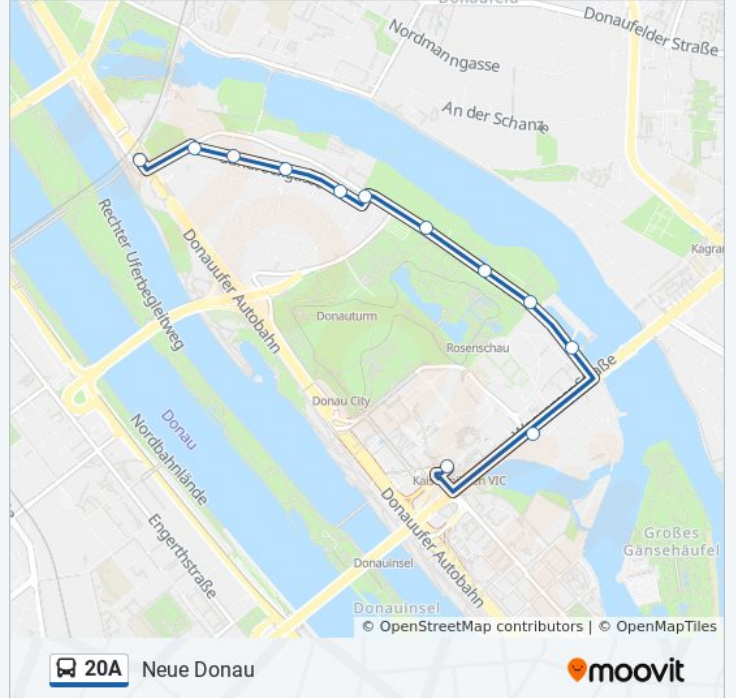 Donaufeld
Donaufelder Straße
Nordmanngasse
An der Schanze
Kagran
Rechter Uferbegleitweg
Donauufer Autobahn
Donauturm
Rosenschau
Donau City
Donau
Nordbahnlände
Engerthstraße
Donauufer Autobahn
Großes
Gänsehäufel
Donauinsel
Donauinsel
© OpenStreetMap contributors | © OpenMapTiles
20A Neue Donau
moovit